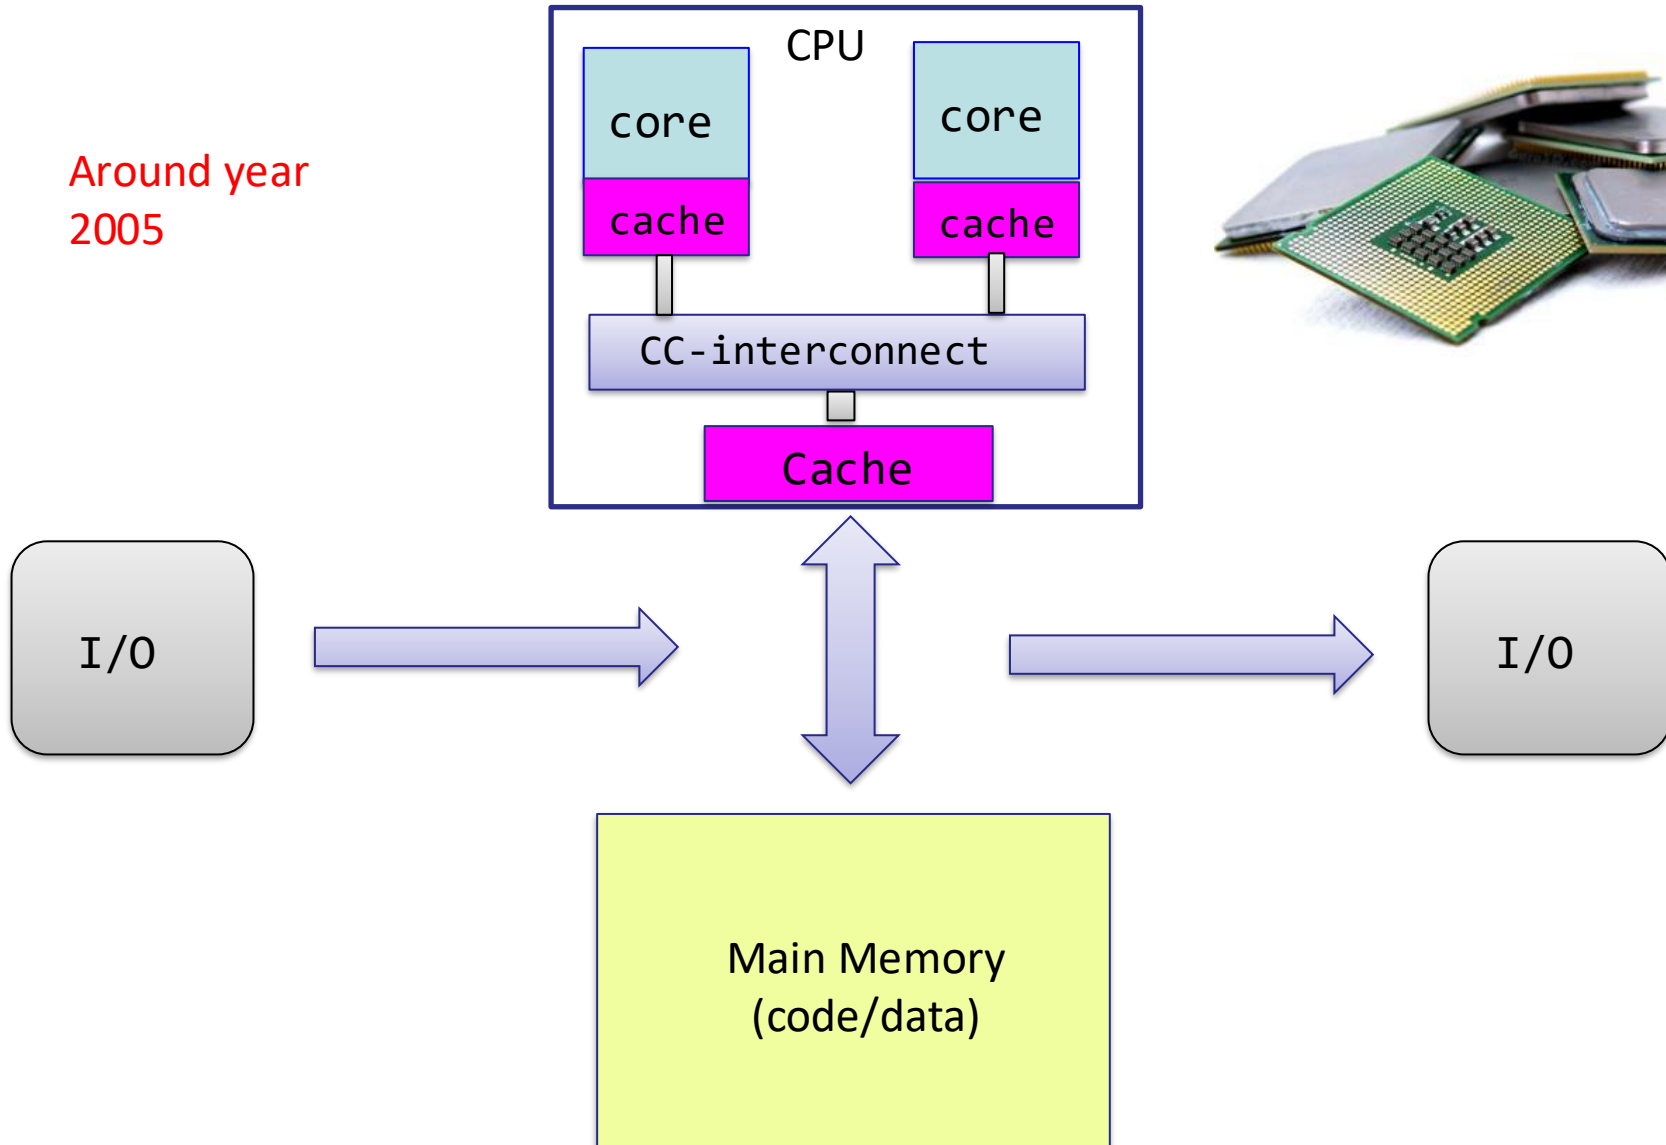 CPU
core
core
cache
cache
Around year
2005
CC-interconnect
Cache
I/O
I/O
Main Memory
(code/data)